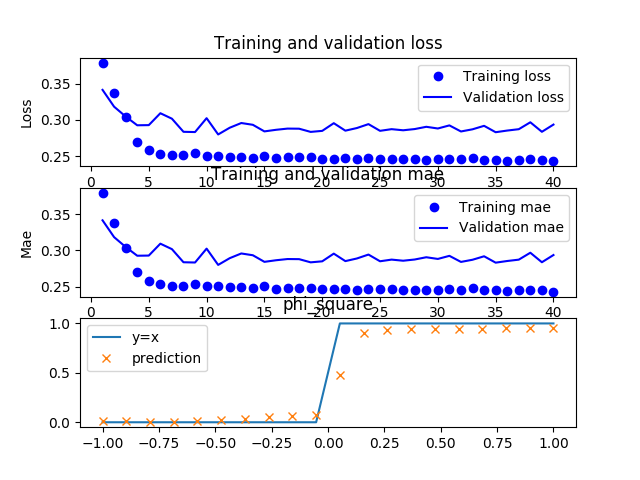 Training and validation loss
Loss
0.35
0.30
0.25
Training loss
Validation loss
0 5 10 15 20 25 30 35 40
Training and validation mae
Mae
0.35
0.30
0.25
Training mae
Validation mae
0 5 10 15 20 25 30 35 40
phi_square
1.0
0.5
0.0
y=x
prediction
−1.00 −0.75 −0.50 −0.25 0.00 0.25 0.50 0.75 1.00